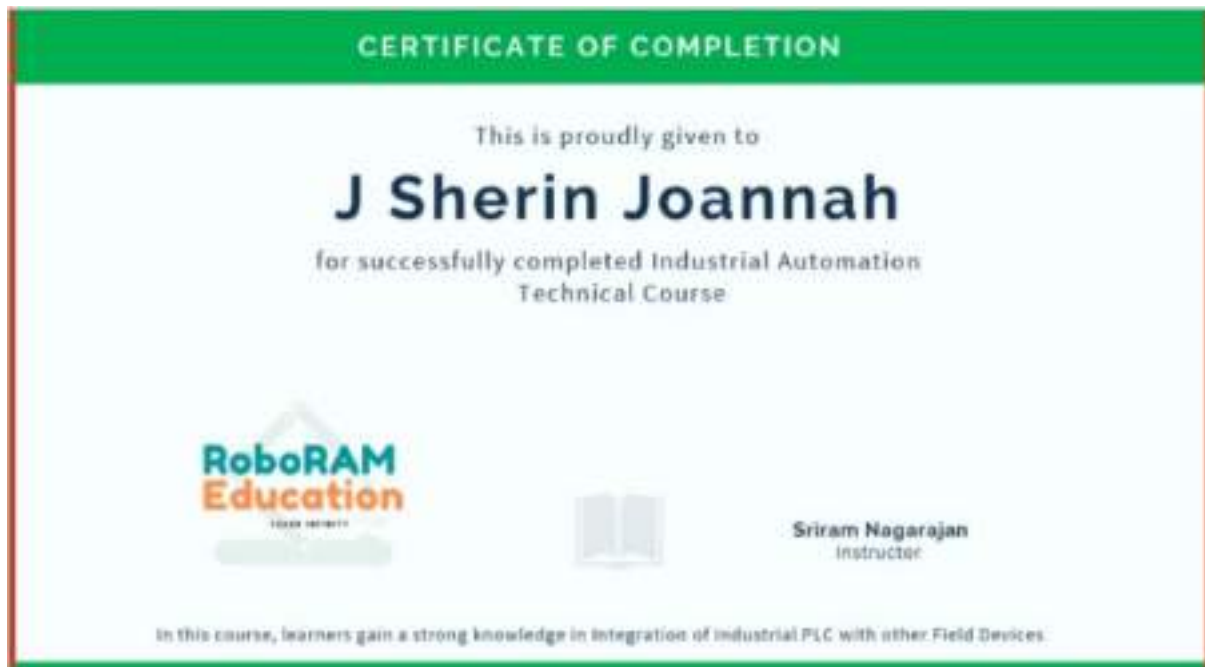 CERTIFICATE OF COMPLETION
This is proudly given to
J Sherin Joannah
for successfully completed Industrial Automation
Technical Course
RoboRAM
Education
Sriram Nagarajan
Instructor
In this course, learners gain a strong knowledge in Integration of Industrial PLC with other Field Devices